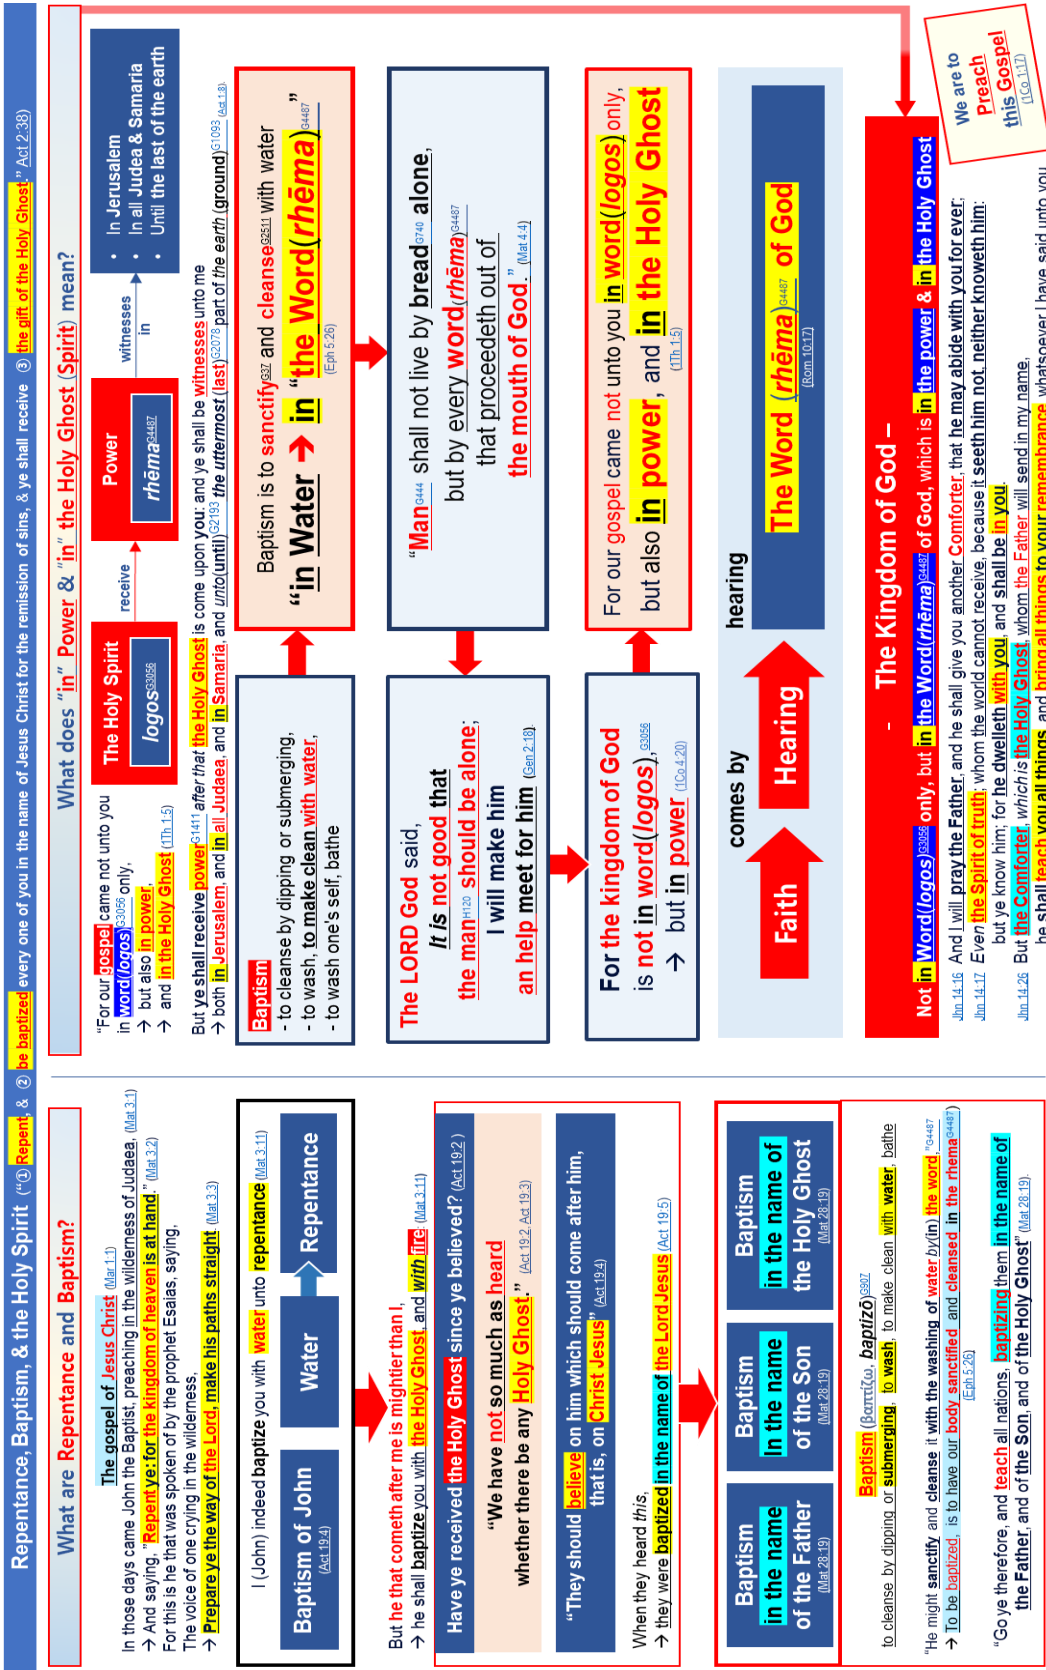 Repentance, Baptism, & the Holy Spirit (“① Repent, & ② be baptized every one of you in the name of Jesus Christ for the remission of sins, & ye shall receive ③ the gift of the Holy Ghost.” Act 2:38)
What are Repentance and Baptism?
The gospel of Jesus Christ (Mar 1:1)
In those days came John the Baptist, preaching in the wilderness of Judaea, (Mat 3:1)
→ And saying, "Repent ye: for the kingdom of heaven is at hand." (Mat 3:2)
For this is he that was spoken of by the prophet Esaias, saying,
The voice of one crying in the wilderness,
→ Prepare ye the way of the Lord, make his paths straight. (Mat 3:3)
I (John) indeed baptize you with water unto repentance (Mat 3:11)
Baptism of John
(Act 19:4)
Water
Repentance
But he that cometh after me is mightier than I,
→ he shall baptize you with the Holy Ghost, and with fire: (Mat 3:11)
Have ye received the Holy Ghost since ye believed? (Act 19:2 )
“We have not so much as heard
whether there be any Holy Ghost.” (Act 19:2, Act 19:3)
“They should believe on him which should come after him,
that is, on Christ Jesus” (Act 19:4)
When they heard this,
→ they were baptized in the name of the Lord Jesus (Act 19:5)
Baptism
in the name
of the Father
(Mat 28:19)
Baptism
in the name
of the Son
(Mat 28:19)
Baptism
in the name of
the Holy Ghost
(Mat 28:19)
Baptism (βαπτίζω, baptizō)G907
to cleanse by dipping or submerging, to wash, to make clean with water, bathe
“He might sanctify and cleanse it with the washing of water by(in) the word,”G4487
→ To be baptized, is to have our body sanctified and cleansed in the rhemaG4487)
(Eph 5:26)
“Go ye therefore, and teach all nations, baptizing them in the name of
the Father, and of the Son, and of the Holy Ghost” (Mat 28:19).
What does “in” Power & “in” the Holy Ghost (Spirit) mean?
“For our gospel came not unto you
in word(logos)G3056 only,
→ but also in power,
→ and in the Holy Ghost (1Th 1:5)
The Holy Spirit
logosG3056
receive
Power
rhēmaG4487
witnesses
in
• In Jerusalem
• In all Judea & Samaria
• Until the last of the earth
But ye shall receive powerG1411 after that the Holy Ghost is come upon you: and ye shall be witnesses unto me
→ both in Jerusalem, and in all Judaea, and in Samaria, and unto(until)G2193 the uttermost (last)G2078 part of the earth (ground)G1093 (Act 1:8).
Baptism
- to cleanse by dipping or submerging,
- to wash, to make clean with water,
- to wash one's self, bathe
Baptism is to sanctifyG37 and cleanseG2511 with water
“in Water → in “the Word(rhēma)G4487”
(Eph 5:26)
The LORD God said,
It is not good that
the manH120 should be alone;
I will make him
an help meet for him (Gen 2:18).
“ManG444 shall not live by breadG740 alone,
but by every word(rhēma)G4487
that proceedeth out of
the mouth of God.” (Mat 4:4)
For the kingdom of God
is not in word(logos),G3056
→ but in power (1Co 4:20)
For our gospel came not unto you in word(logos) only,
but also in power, and in the Holy Ghost
(1Th 1:5)
Faith
comes by
Hearing
hearing
The Word (rhēma)G4487 of God
(Rom 10:17)
- The Kingdom of God –
Not in Word(logos)G3056 only, but in the Word(rhēma)G4487 of God, which is in the power & in the Holy Ghost
We are to
Preach
this Gospel
(1Co 1:17)
Jhn 14:16 And I will pray the Father, and he shall give you another Comforter, that he may abide with you for ever;
Jhn 14:17 Even the Spirit of truth; whom the world cannot receive, because it seeth him not, neither knoweth him:
but ye know him; for he dwelleth with you, and shall be in you.
Jhn 14:26 But the Comforter, which is the Holy Ghost, whom the Father will send in my name,
he shall teach you all things, and bring all things to your remembrance, whatsoever I have said unto you